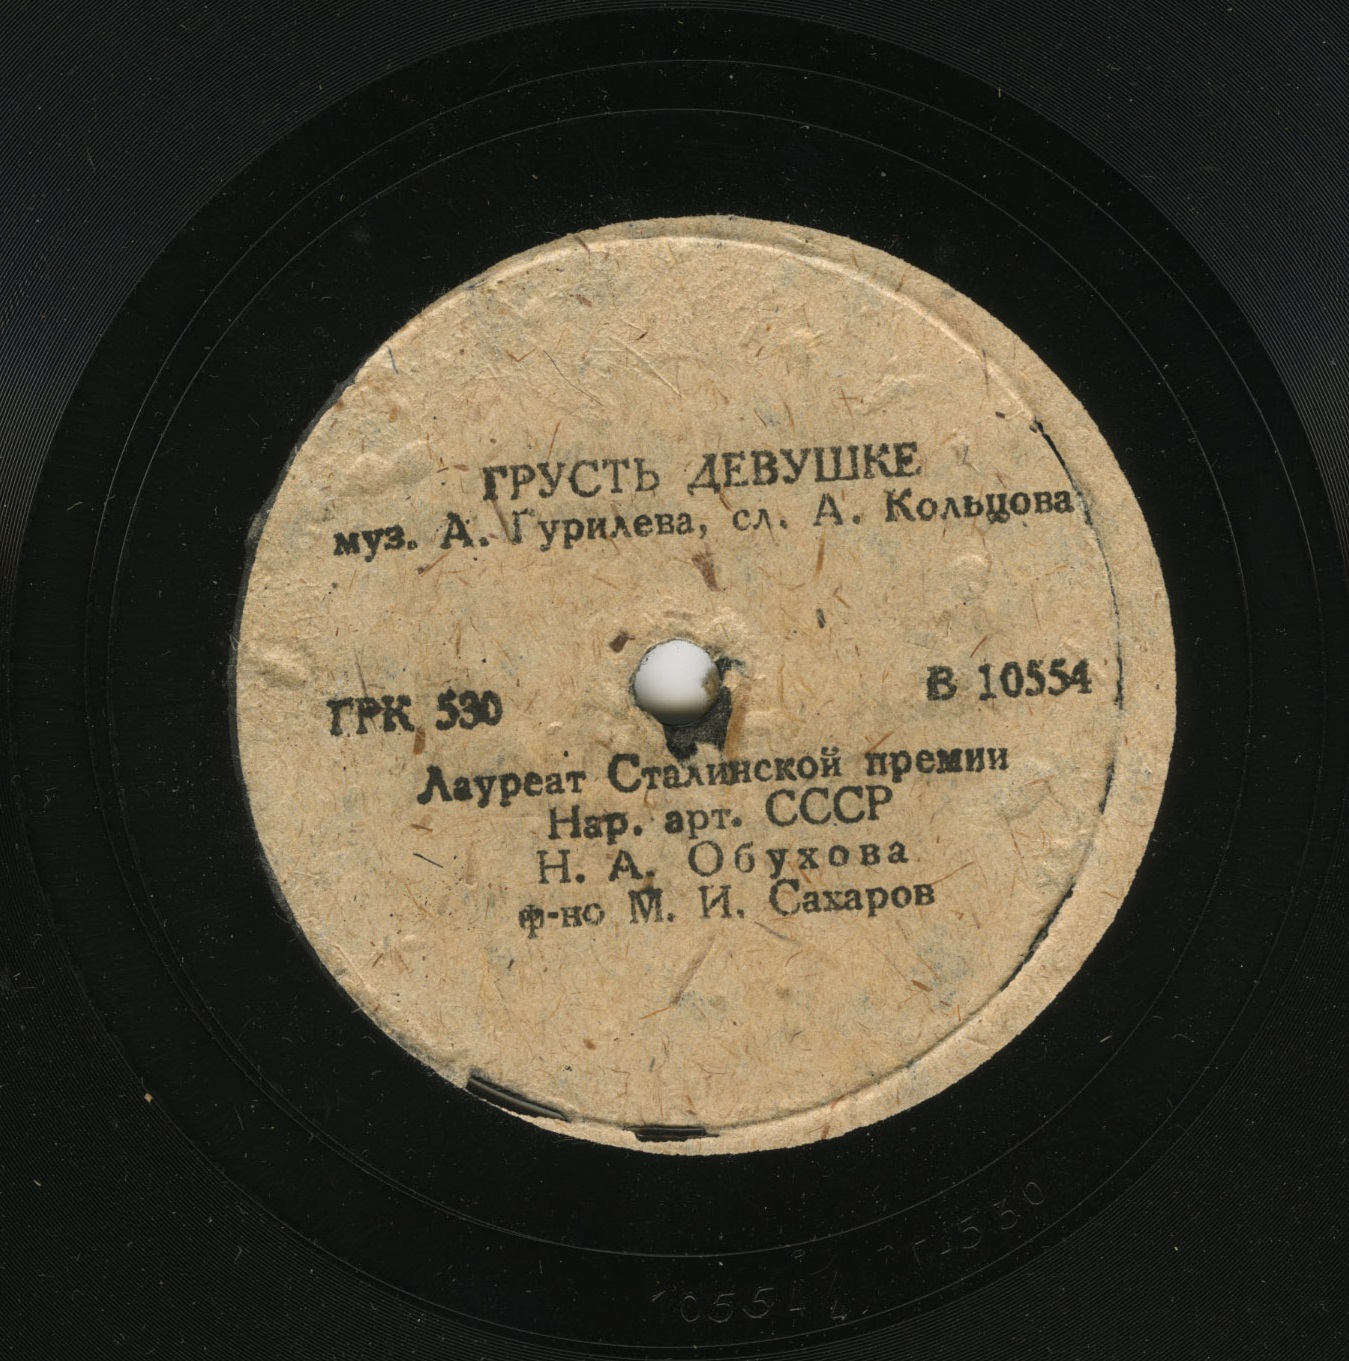 ГРУСТЬ ДЕВУШКЕ
муз. А. Гурилева, сл. А. Кольцова
ГРК 530
В 10554
Лауреат Сталинской премии
Нар. арт. СССР
Н. А. Обухова
ф-но М. И. Сахаров
10554
530